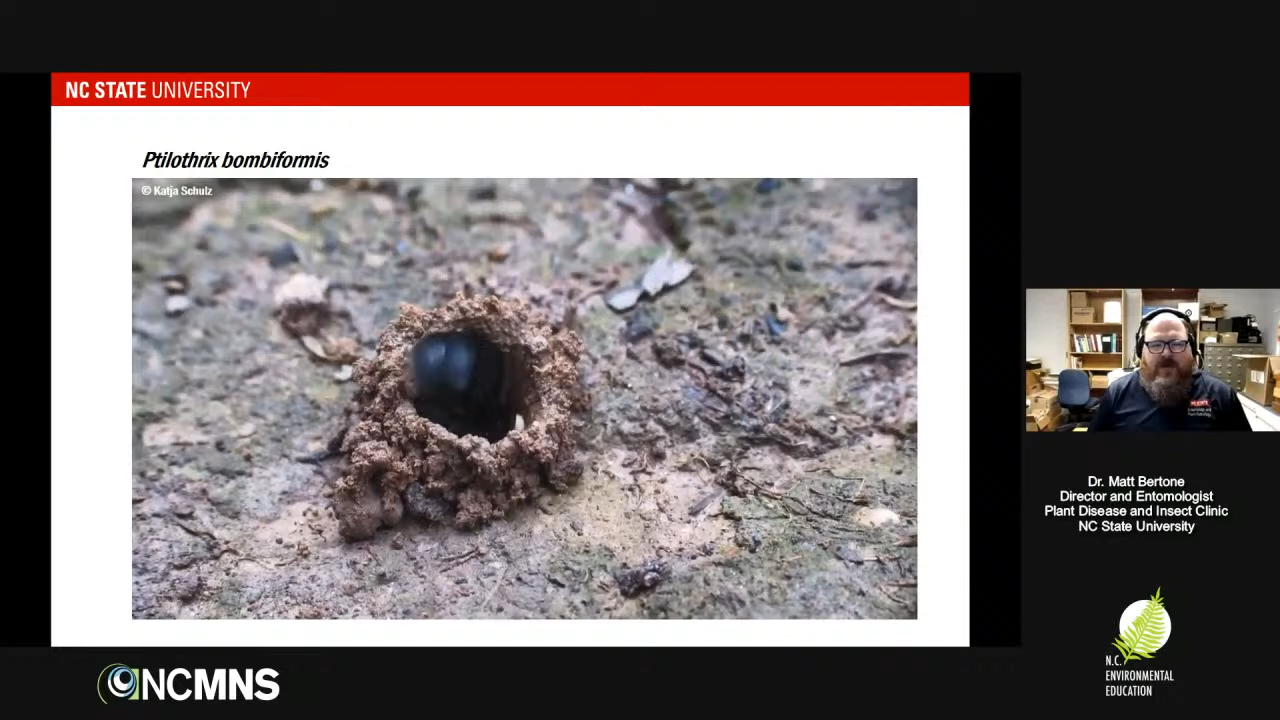 NC STATE UNIVERSITY
Ptilothrix bombiformis
© Katja Schulz
Dr. Matt Bertone
Director and Entomologist
Plant Disease and Insect Clinic
NC State University
NCMNS
N.C.
ENVIRONMENTAL
EDUCATION